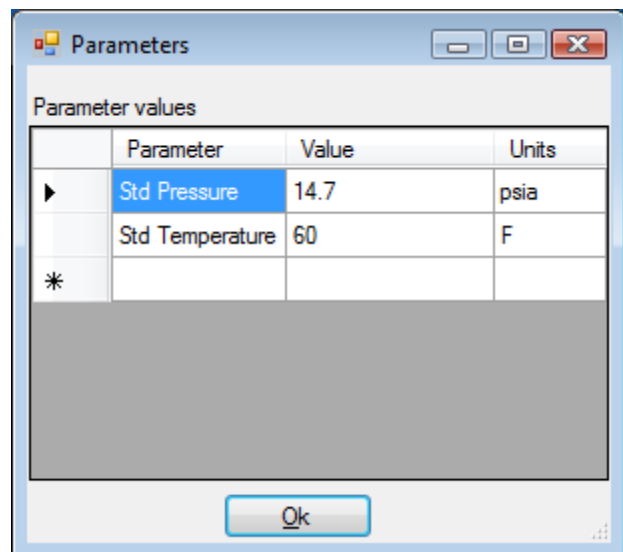 Parameters
Parameter values
Parameter Value Units
Std Pressure 14.7 psia
Std Temperature 60 F
Ok